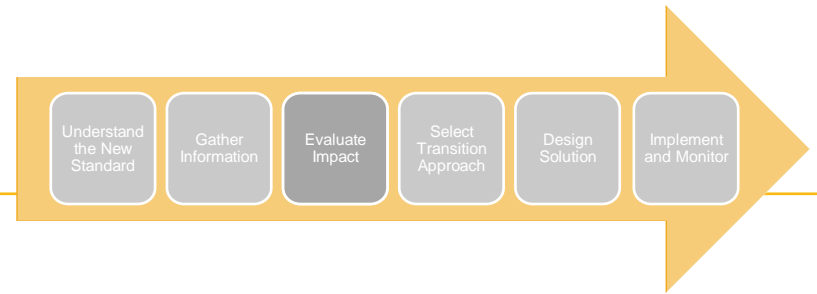 Understand
the New
Standard
Gather
Information
Evaluate
Impact
Select
Transition
Approach
Design
Solution
Implement
and Monitor